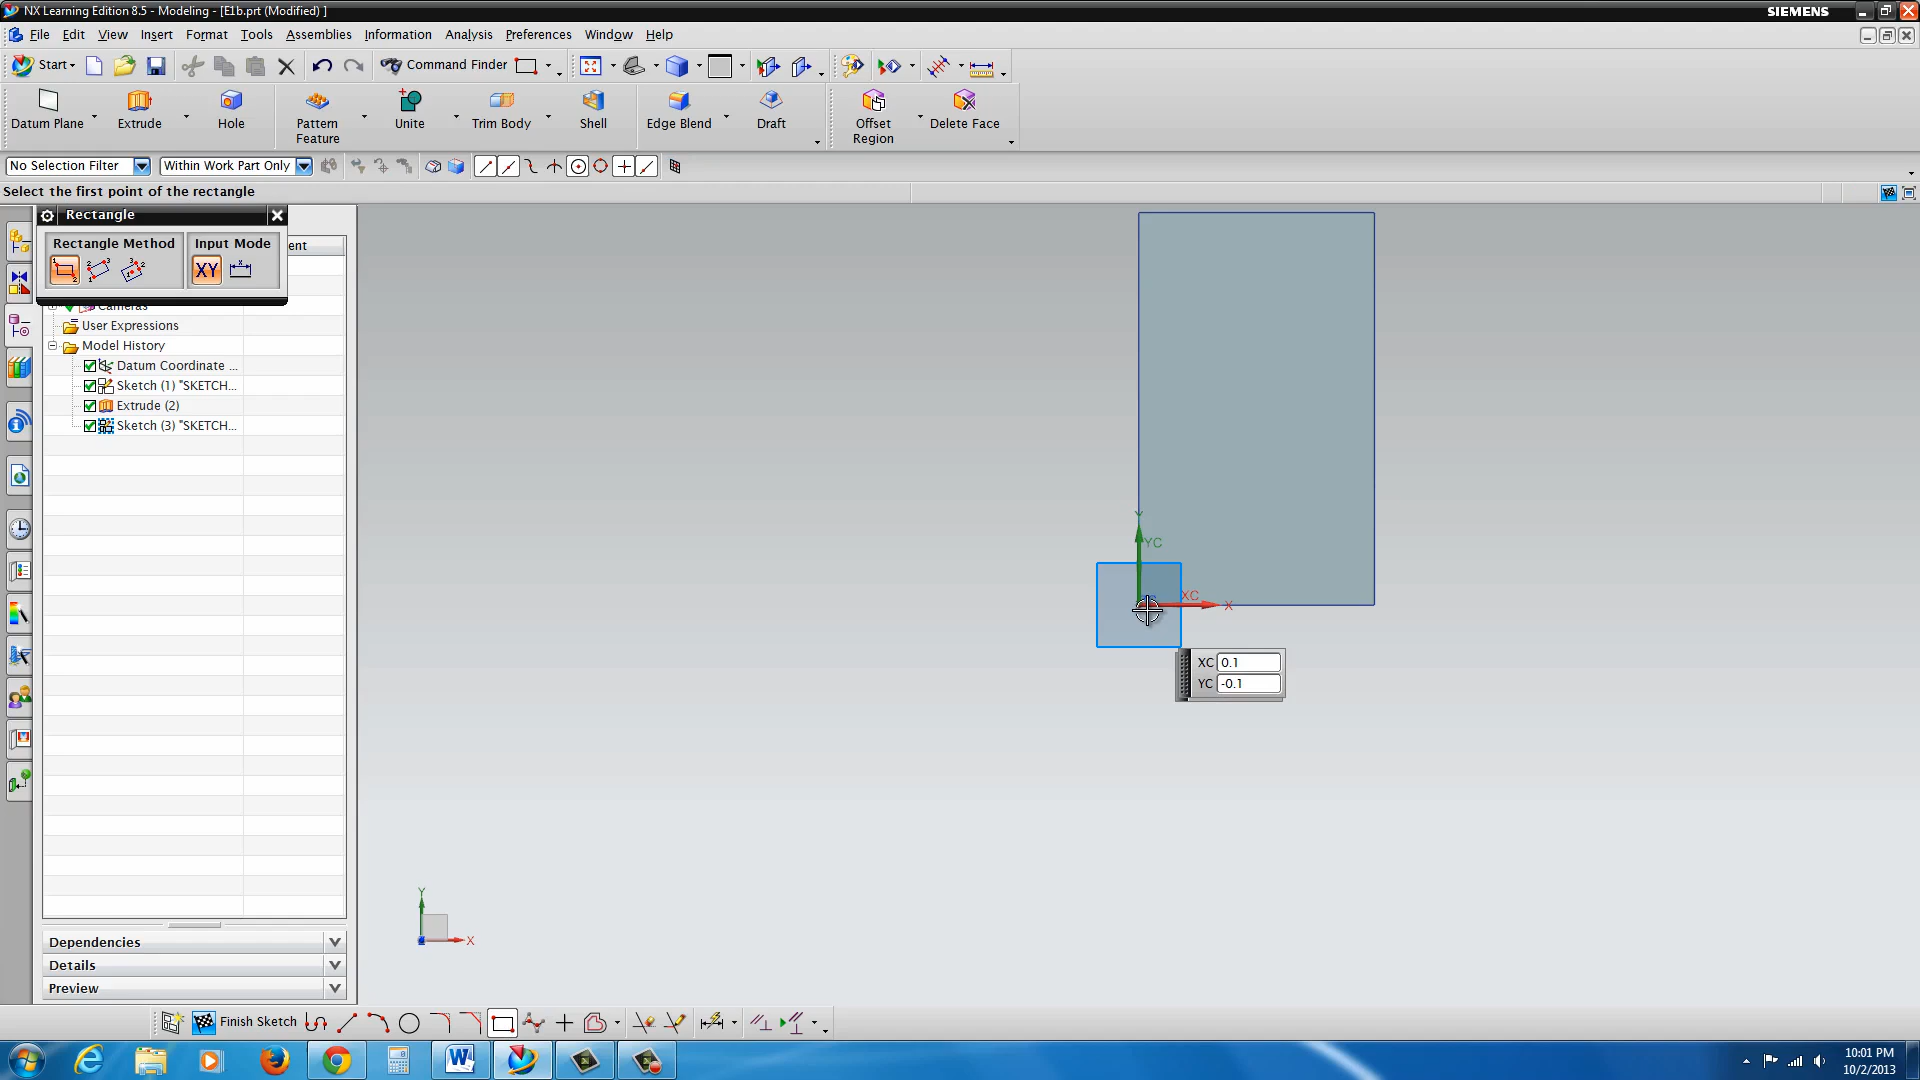 NX Learning Edition 8.5 - Modeling - [E1b.prt (Modified) ]
SIEMENS
File Edit View Insert Format Tools Assemblies Information Analysis Preferences Window Help
Start Command Finder
Datum Plane Extrude Hole Pattern Feature Unite Trim Body Shell Edge Blend Draft Offset Region Delete Face
No Selection Filter Within Work Part Only
Select the first point of the rectangle
Rectangle
Rectangle Method Input Mode
XY
ent
Cameras
User Expressions
Model History
Datum Coordinate ...
Sketch (1) "SKETCH...
Extrude (2)
Sketch (3) "SKETCH...
Y
YC
XC
X
XC 0.1
YC -0.1
Y
X
Dependencies
Details
Preview
Finish Sketch
10:01 PM
10/2/2013